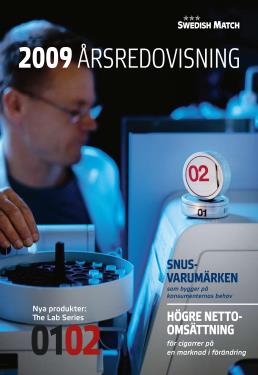 SWEDISH MATCH
2009 ÅRSREDOVISNING
02
01
SNUS-
VARUMÄRKEN
som bygger på
konsumenternas behov
Nya produkter:
The Lab Series
0102
HÖGRE NETTO-
OMSÄTTNING
för cigarrer på
en marknad i förändring